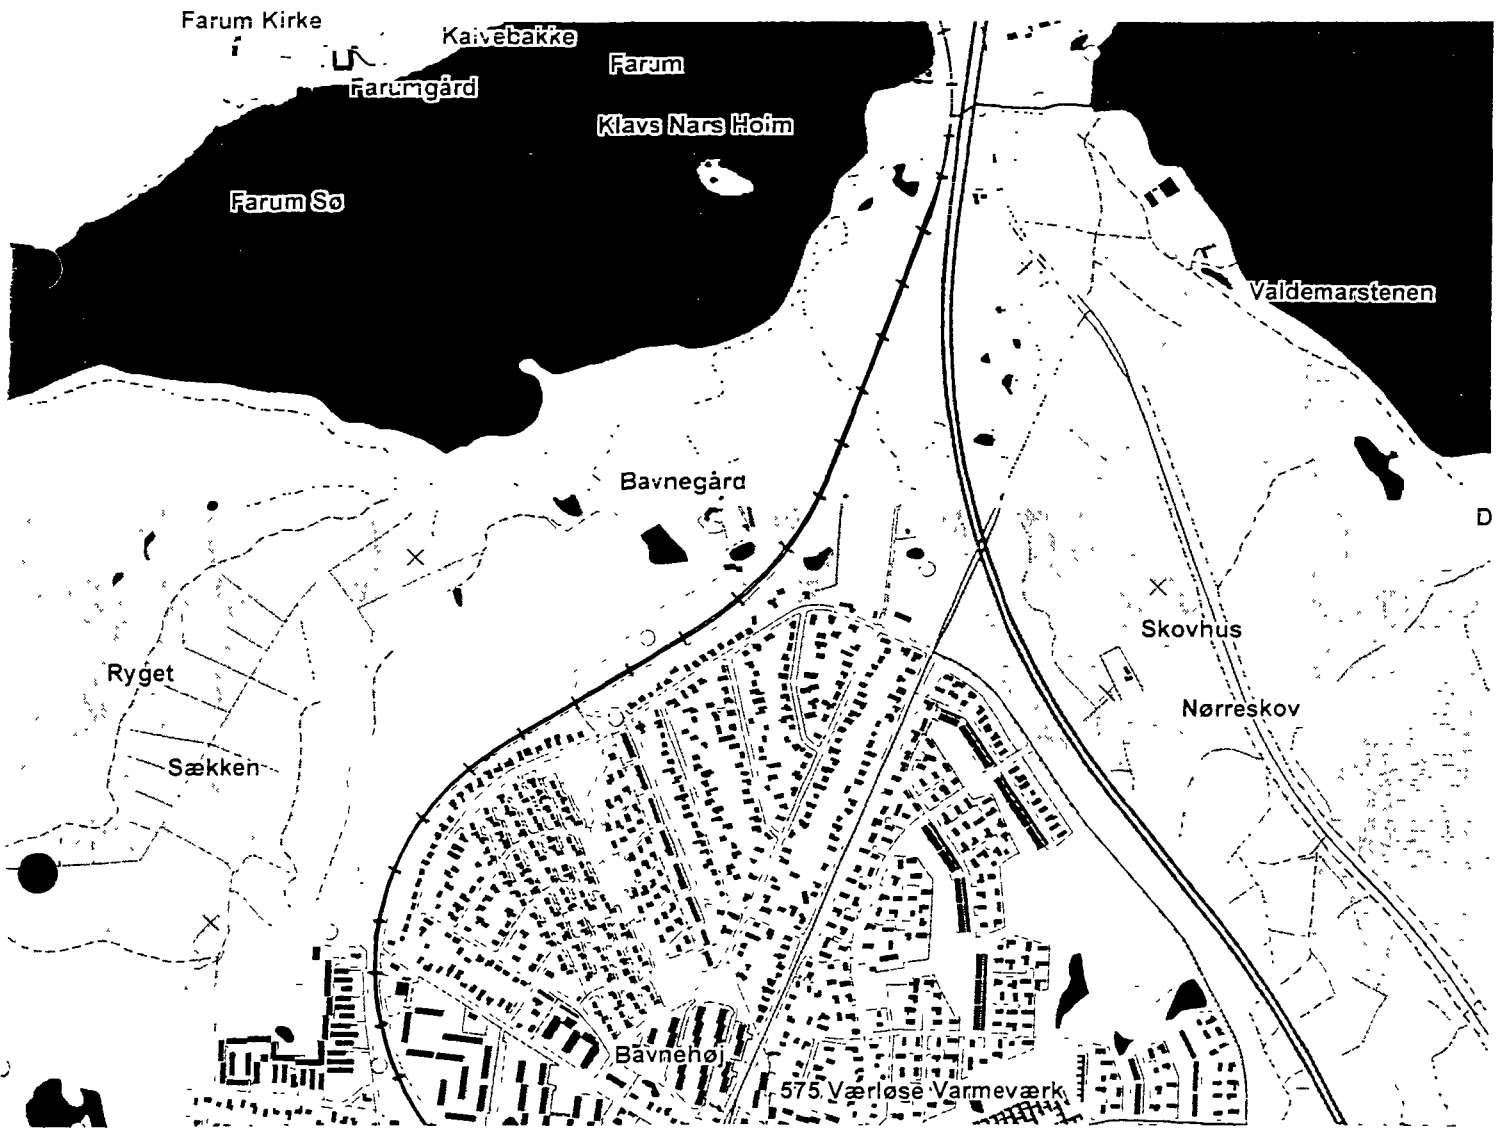 Farum Kirke
Kalvebakke
Farum
Farumgård
Klavs Nars Holm
Farum Sø
Valdemarstenen
Bavnegård
D
Skovhus
Ryget
Nørreskov
Sækken
Bavnehøj
575 Værløse Varmeværk